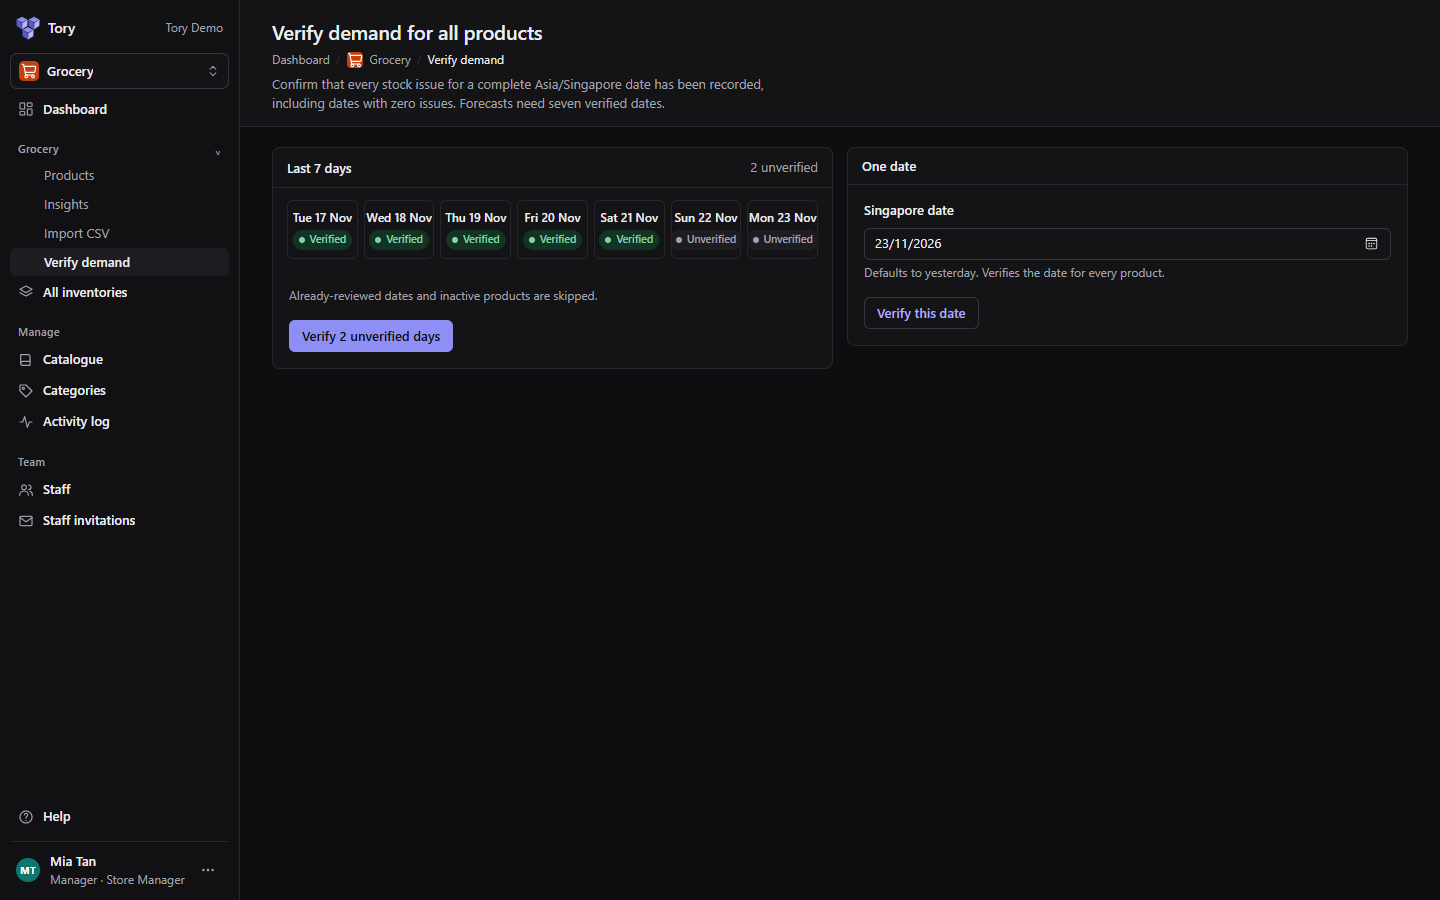 Tory
Tory Demo
Grocery
Dashboard
Grocery
Products
Insights
Import CSV
Verify demand
All inventories
Manage
Catalogue
Categories
Activity log
Team
Staff
Staff invitations
Help
MT
Mia Tan
Manager · Store Manager
Verify demand for all products
Dashboard / Grocery / Verify demand
Confirm that every stock issue for a complete Asia/Singapore date has been recorded,
including dates with zero issues. Forecasts need seven verified dates.
Last 7 days
2 unverified
Tue 17 Nov
Verified
Wed 18 Nov
Verified
Thu 19 Nov
Verified
Fri 20 Nov
Verified
Sat 21 Nov
Verified
Sun 22 Nov
Unverified
Mon 23 Nov
Unverified
Already-reviewed dates and inactive products are skipped.
Verify 2 unverified days
One date
Singapore date
23/11/2026
Defaults to yesterday. Verifies the date for every product.
Verify this date